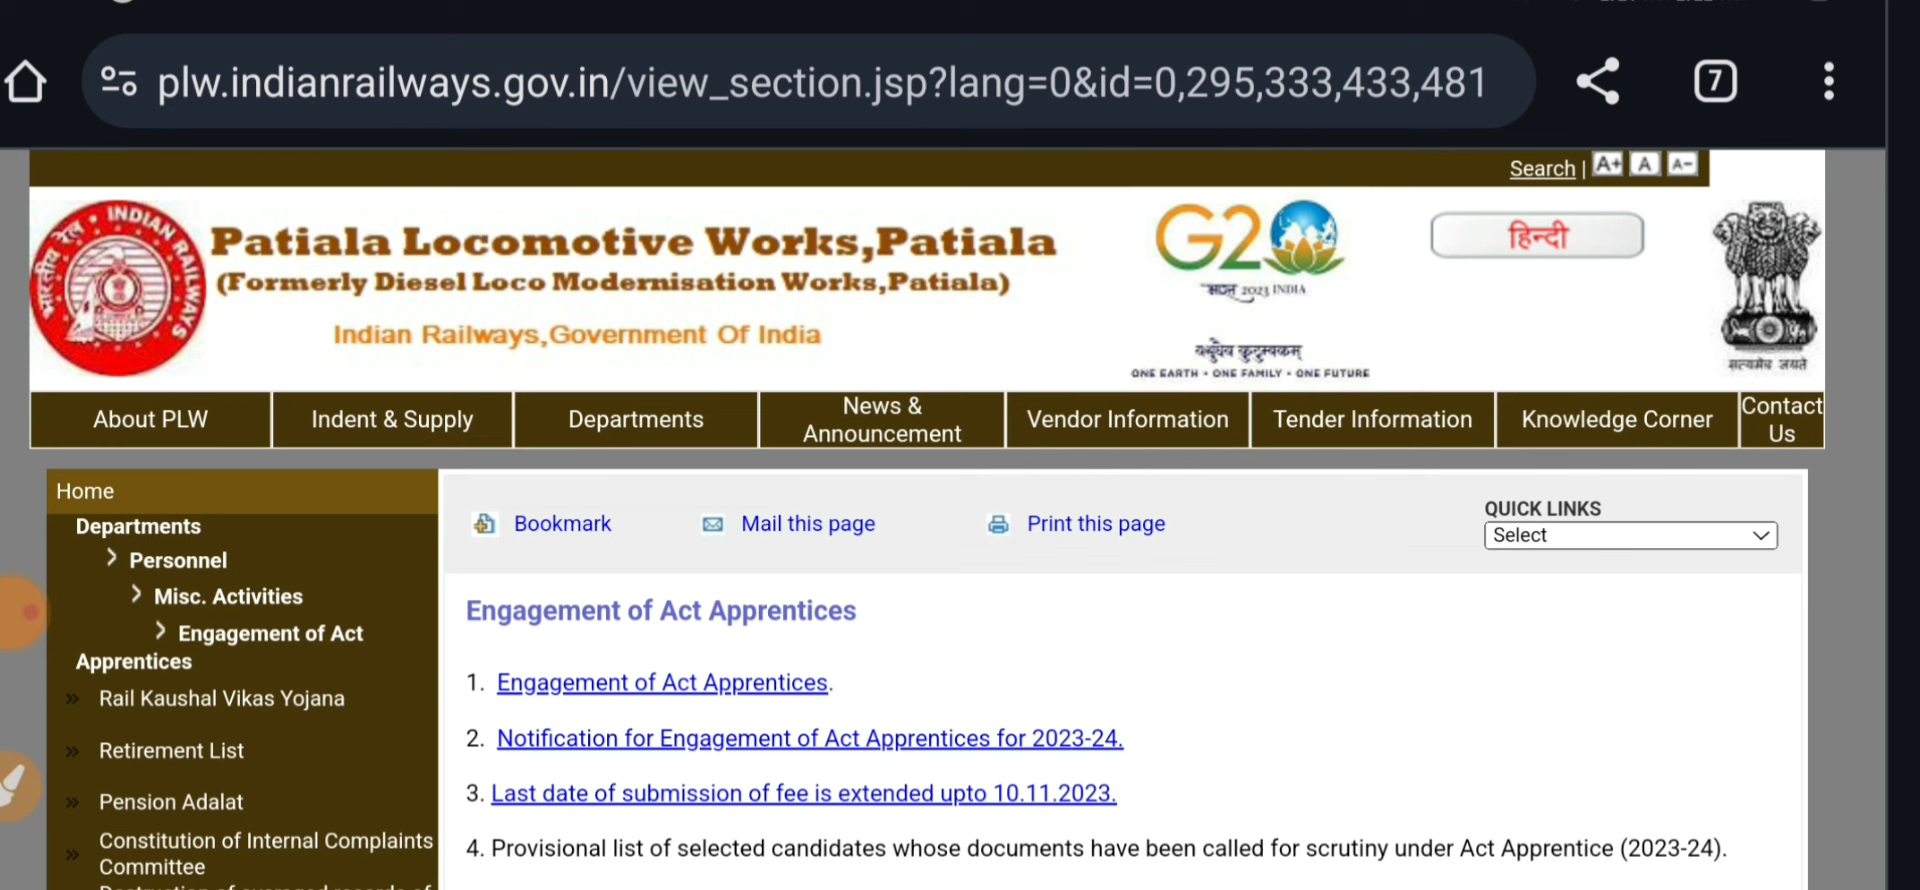 plw.indianrailways.gov.in/view_section.jsp?lang=0&id=0,295,333,433,481
7
Search | A+ A A-
भारतीय रेल INDIAN RAILWAYS
Patiala Locomotive Works,Patiala
(Formerly Diesel Loco Modernisation Works,Patiala)
Indian Railways,Government Of India
G20
भारत 2023 INDIA
वसुधैव कुटुम्बकम्
ONE EARTH • ONE FAMILY • ONE FUTURE
हिन्दी
सत्यमेव जयते
About PLW
Indent & Supply
Departments
News &
Announcement
Vendor Information
Tender Information
Knowledge Corner
Contact
Us
Home
Departments
Personnel
Misc. Activities
Engagement of Act
Apprentices
» Rail Kaushal Vikas Yojana
» Retirement List
» Pension Adalat
» Constitution of Internal Complaints
Committee
Bookmark
Mail this page
Print this page
QUICK LINKS
Select
Engagement of Act Apprentices
1. Engagement of Act Apprentices.
2. Notification for Engagement of Act Apprentices for 2023-24.
3. Last date of submission of fee is extended upto 10.11.2023.
4. Provisional list of selected candidates whose documents have been called for scrutiny under Act Apprentice (2023-24).